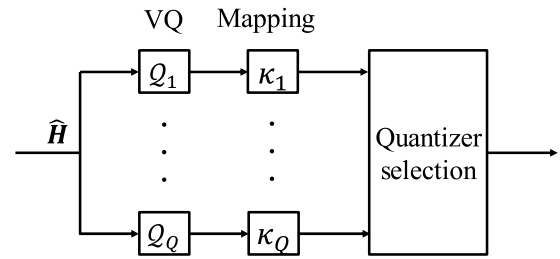 VQ Mapping
𝒬₁ κ₁
Ĥ
Quantizer
selection
𝒬_Q κ_Q